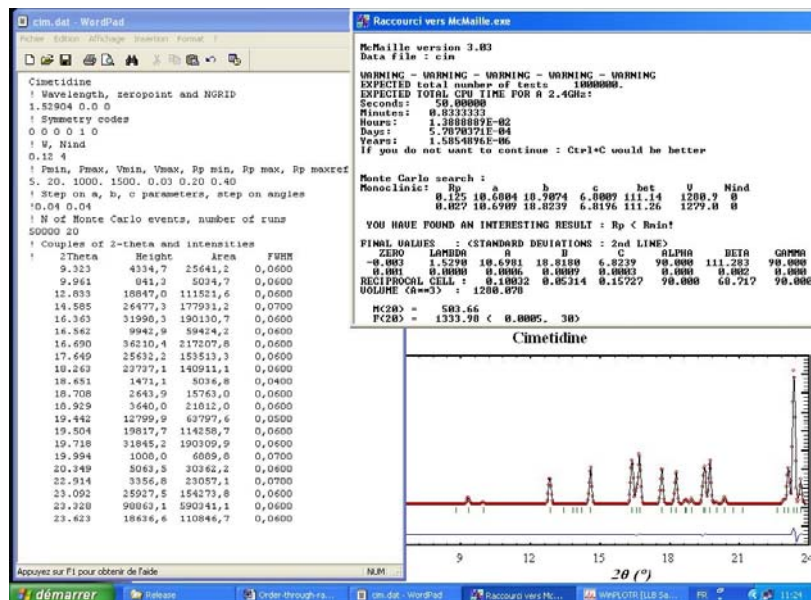 cim.dat - WordPad
Fichier Edition Affichage Insertion Format ?
Cimetidine
! Wavelength, zeropoint and NGRID
1.52904 0.0 0
! Symmetry codes
0 0 0 0 1 0
! W, Nind
0.12 4
! Pmin, Pmax, Vmin, Vmax, Rp min, Rp max, Rp maxref
5. 20. 1000. 1500. 0.03 0.20 0.40
! Step on a, b, c parameters, step on angles
!0.04 0.04
! N of Monte Carlo events, number of runs
50000 20
! Couples of 2-theta and intensities
! 2Theta Height Area FWHM
9.323 4334,7 25641,2 0,0600
9.961 841,3 5034,7 0,0600
12.833 18847,0 111521,6 0,0600
14.585 26477,3 177931,2 0,0700
16.363 31998,3 190130,7 0,0600
16.562 9942,9 59424,2 0,0600
16.690 36210,4 217207,8 0,0600
17.649 25632,2 153513,3 0,0600
18.263 23737,1 140911,1 0,0600
18.651 1471,1 5036,8 0,0400
18.708 2643,9 15763,0 0,0600
18.929 3640,0 21812,0 0,0600
19.442 12799,9 63797,6 0,0500
19.504 19817,7 114258,7 0,0600
19.718 31845,2 190309,9 0,0600
19.994 1008,0 6889,8 0,0700
20.349 5063,5 30362,2 0,0600
22.914 3356,8 23057,1 0,0700
23.092 25927,5 154273,8 0,0600
23.328 98863,1 590341,1 0,0600
23.623 18636,6 110846,7 0,0600
Appuyez sur F1 pour obtenir de l'aide NUM
Raccourci vers McMaille.exe
McMaille version 3.03
Data file : cim
WARNING - WARNING - WARNING - WARNING - WARNING
EXPECTED total number of tests 1000000.
EXPECTED TOTAL CPU TIME FOR A 2.4GHz:
Seconds: 50.00000
Minutes: 0.8333333
Hours: 1.3888889E-02
Days: 5.7870371E-04
Years: 1.5854896E-06
If you do not want to continue : Ctrl+C would be better
Monte Carlo search :
Monoclinic: Rp a b c bet V Nind
0.125 10.6804 18.9074 6.8009 111.14 1280.9 0
0.027 10.6909 18.8239 6.8196 111.26 1279.0 0
YOU HAVE FOUND AN INTERESTING RESULT : Rp < Rmin!
FINAL VALUES : (STANDARD DEVIATIONS : 2nd LINE)
ZERO LAMBDA A B C ALPHA BETA GAMMA
-0.003 1.5290 10.6981 18.8180 6.8239 90.000 111.283 90.000
0.001 0.0000 0.0006 0.0009 0.0003 0.000 0.002 0.000
RECIPROCAL CELL : 0.10032 0.05314 0.15727 90.000 68.717 90.000
VOLUME (A**3) : 1280.078
M(20) = 503.66
F(20) = 1333.98 ( 0.0005, 30)
Cimetidine
9 12 15 18 21 24
2θ (°)
démarrer
Release
Order-through-ra...
cim.dat - WordPad
Raccourci vers Mc...
WinPLOTR [LLB Sa...
FR
11:24